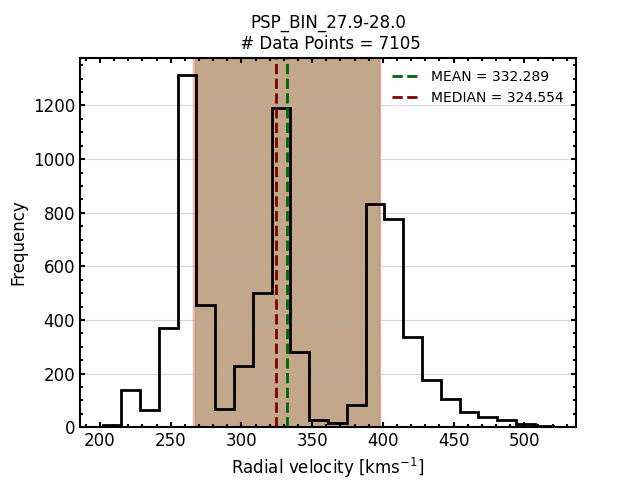 PSP_BIN_27.9-28.0
# Data Points = 7105
MEAN = 332.289
MEDIAN = 324.554
Frequency
1200
1000
800
600
400
200
0
200 250 300 350 400 450 500
Radial velocity [kms⁻¹]